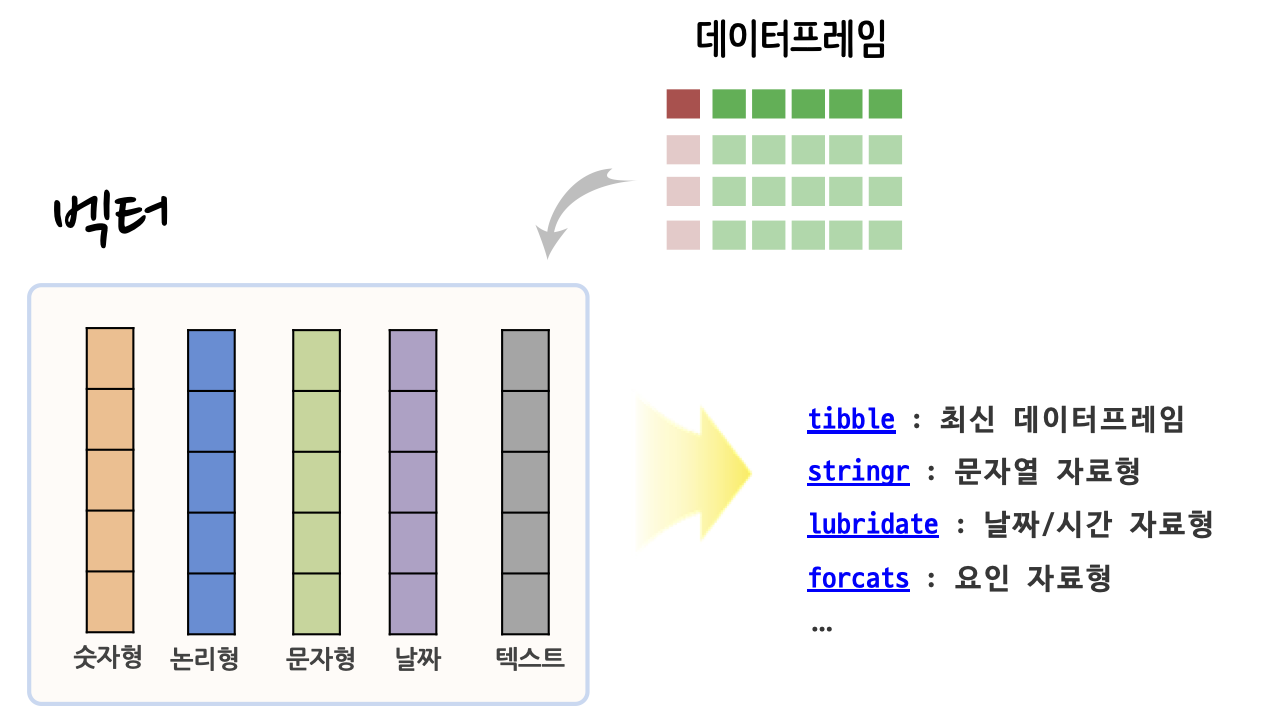 데이터프레임
벡터
숫자형 논리형 문자형 날짜 텍스트
tibble : 최신 데이터프레임
stringr : 문자열 자료형
lubridate : 날짜/시간 자료형
forcats : 요인 자료형
…